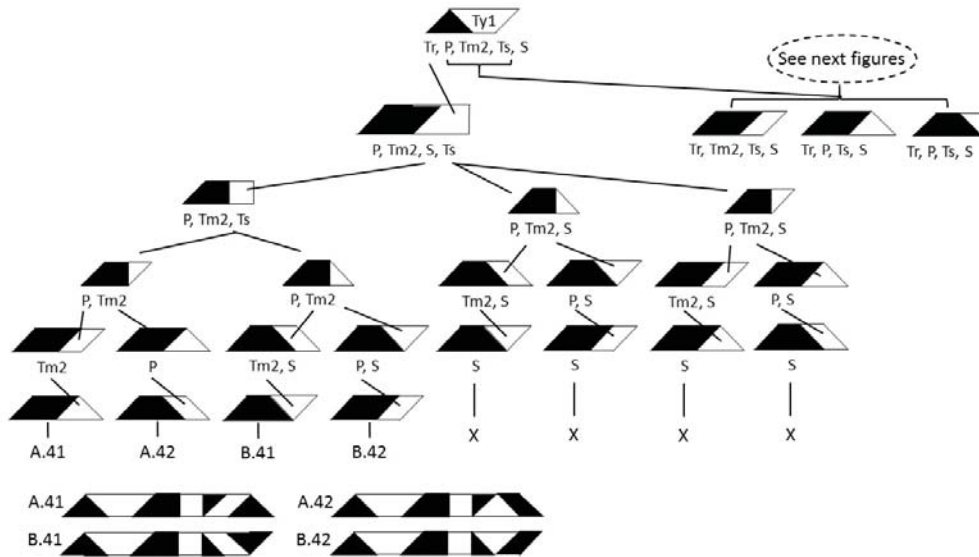 Ty1
Tr, P, Tm2, Ts, S
See next figures
Tr, Tm2, Ts, S
Tr, P, Ts, S
Tr, P, Ts, S
P, Tm2, S, Ts
P, Tm2, Ts
P, Tm2, S
P, Tm2, S
P, Tm2
P, Tm2
Tm2, S
P, S
Tm2, S
P, S
Tm2
P
Tm2, S
P, S
S
S
S
S
A.41
A.42
B.41
B.42
X
X
X
X
A.41
A.42
B.41
B.42